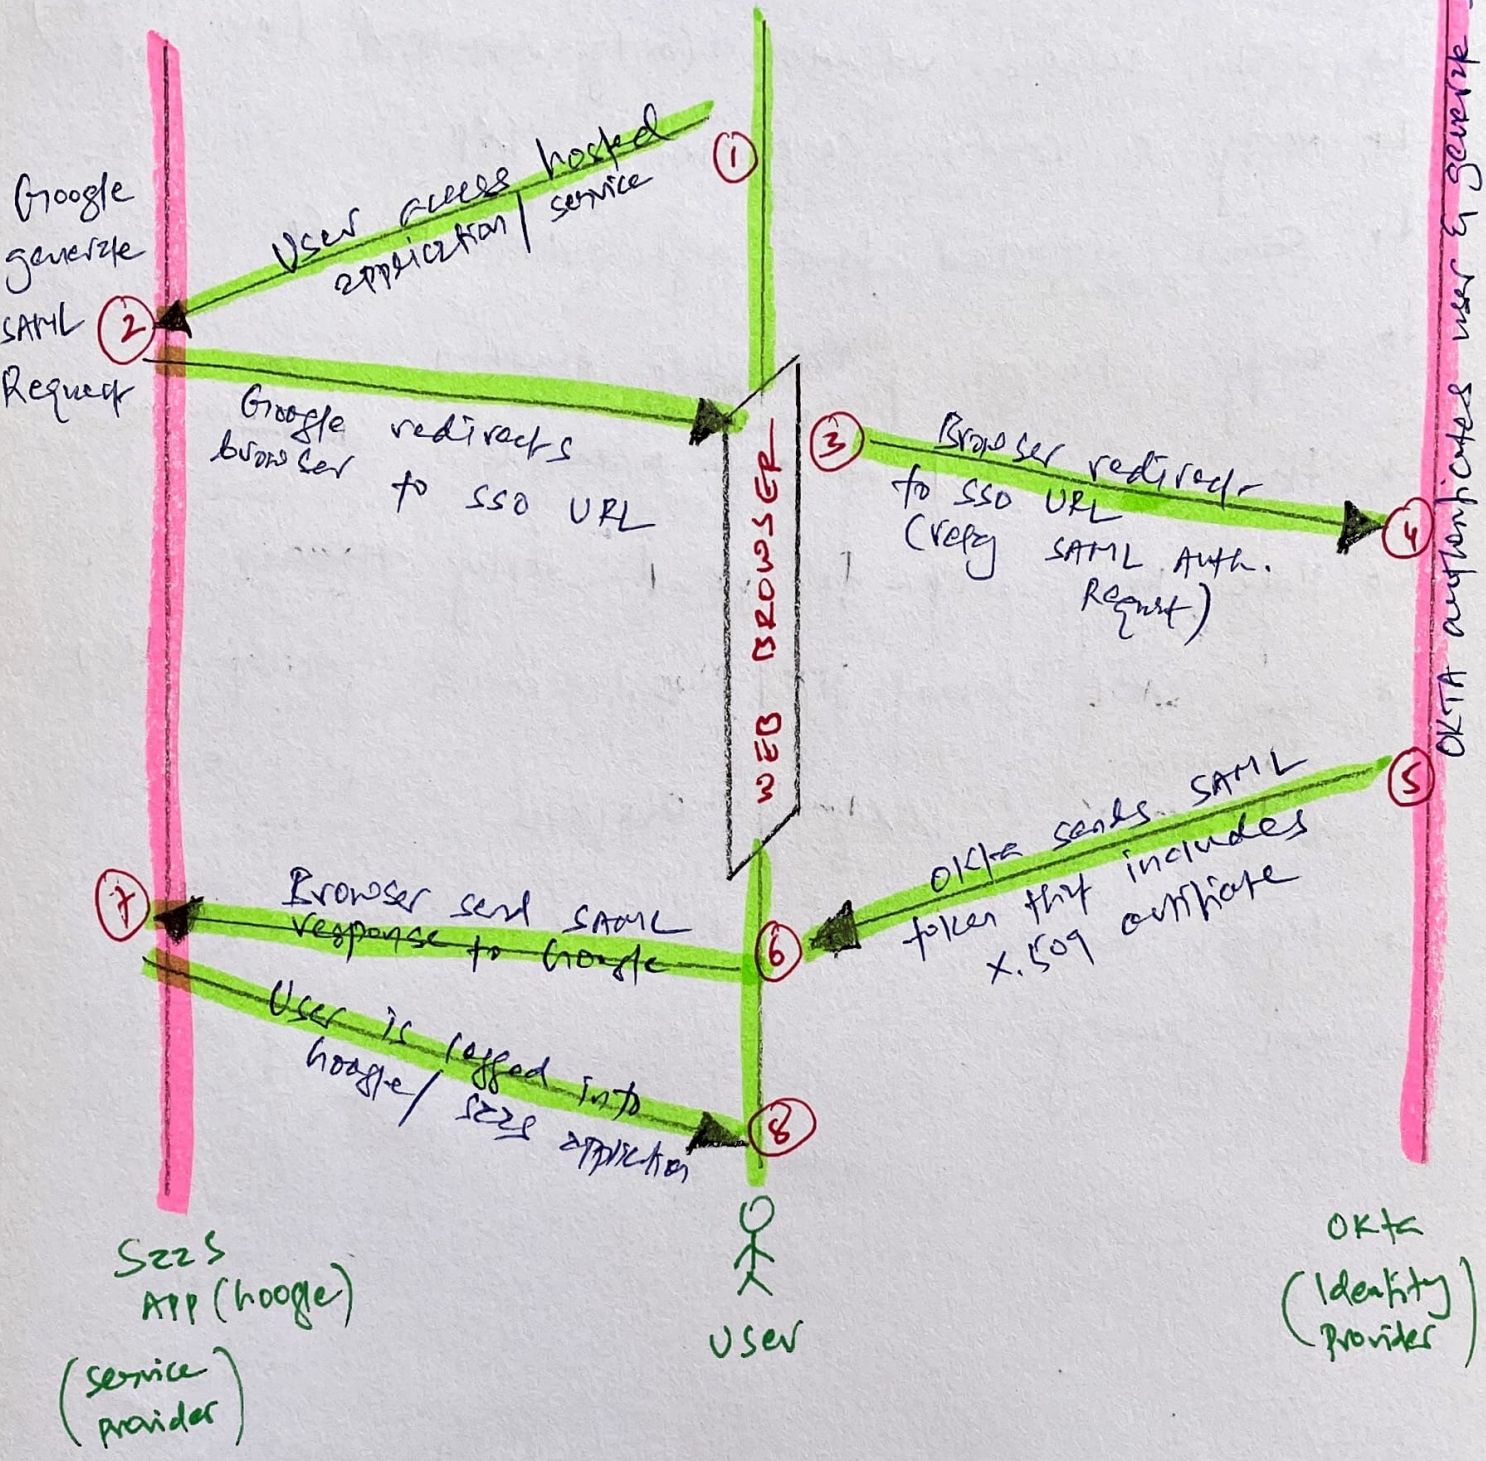 1
User access hosted
application/service
Google
generate
SAML
Request
2
Google redirects
browser
to SSO URL
WEB BROWSER
3
Browser redirect
to SSO URL
SAML Auth.
Request)
4
OKTA authenticates user & generate
5
Okta sends SAML
token that includes
X.509 certificate
6
Browser send SAML
response to Google
7
User is logged into
Google/ SaaS application
8
SaaS
APP (Google)
(service
provider)
User
Okta
(Identity
Provider)